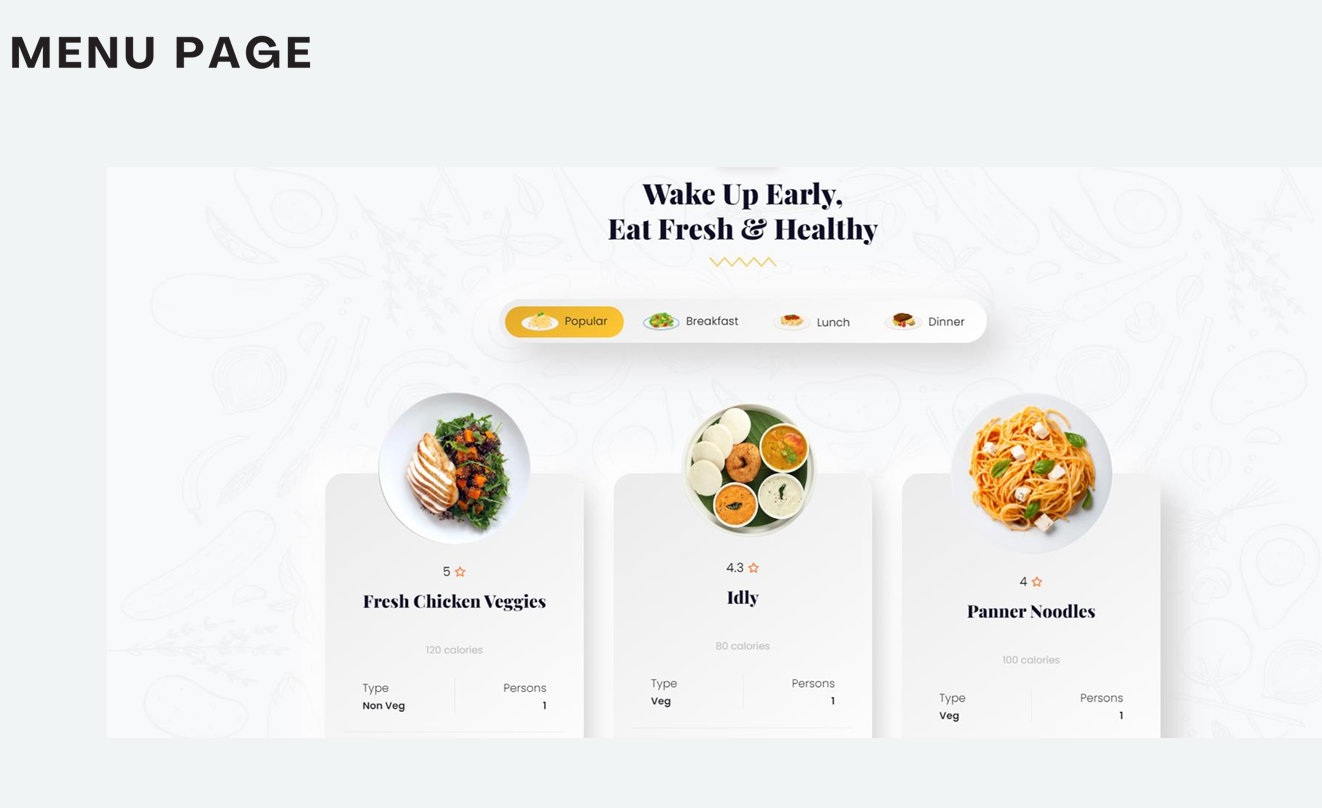 MENU PAGE
Wake Up Early,
Eat Fresh & Healthy
Popular
Breakfast
Lunch
Dinner
5
Fresh Chicken Veggies
120 calories
Type
Persons
Non Veg
1
4.3
Idly
80 calories
Type
Persons
Veg
1
4
Panner Noodles
100 calories
Type
Persons
Veg
1